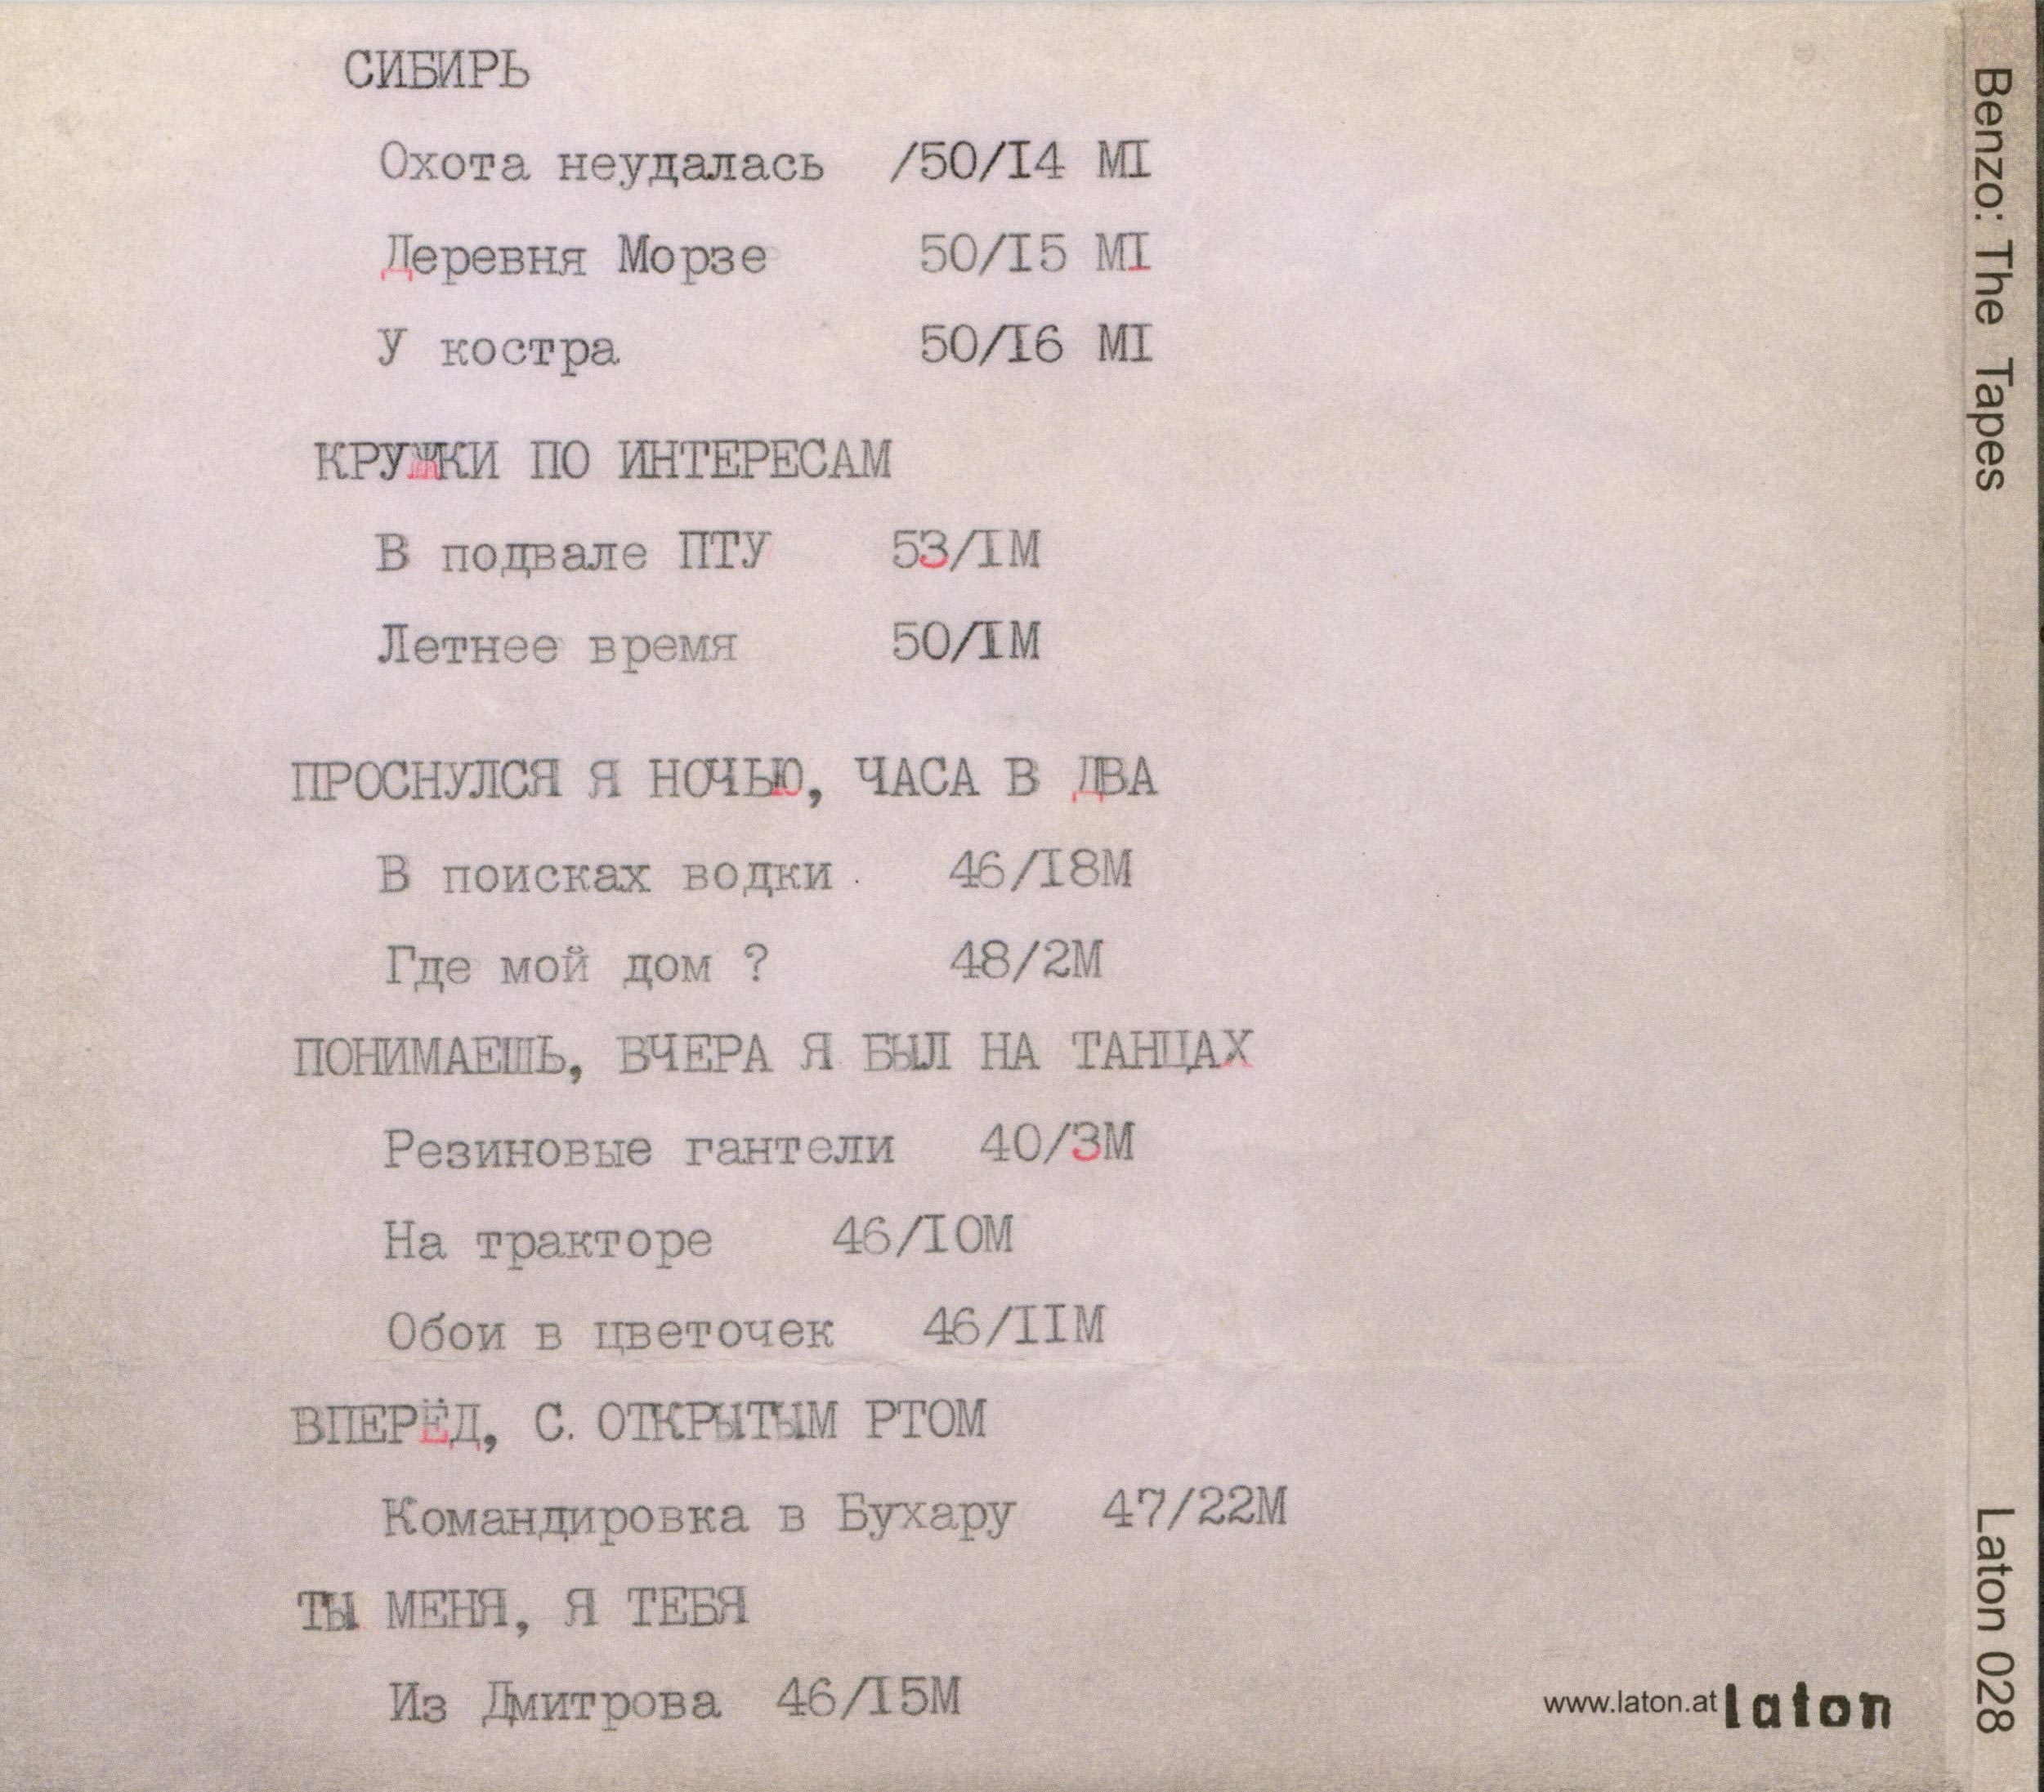 СИБИРЬ
Охота неудалась /50/I4 MI
Деревня Морзе 50/I5 MI
У костра 50/I6 MI
КРУЖКИ ПО ИНТЕРЕСАМ
В подвале ПТУ 53/IM
Летнее время 50/IM
ПРОСНУЛСЯ Я НОЧЬЮ, ЧАСА В ДВА
В поисках водки . 46/I8M
Где мой дом ? 48/2M
ПОНИМАЕШЬ, ВЧЕРА Я БЫЛ НА ТАНЦАХ
Резиновые гантели 40/3M
На тракторе 46/I0M
Обои в цветочек 46/IIM
ВПЕРЁД, С. ОТКРЫТЫМ РТОМ
Командировка в Бухару 47/22M
ТЫ МЕНЯ, Я ТЕБЯ
Из Дмитрова 46/I5M
www.laton.at laton
Benzo: The Tapes
Laton 028